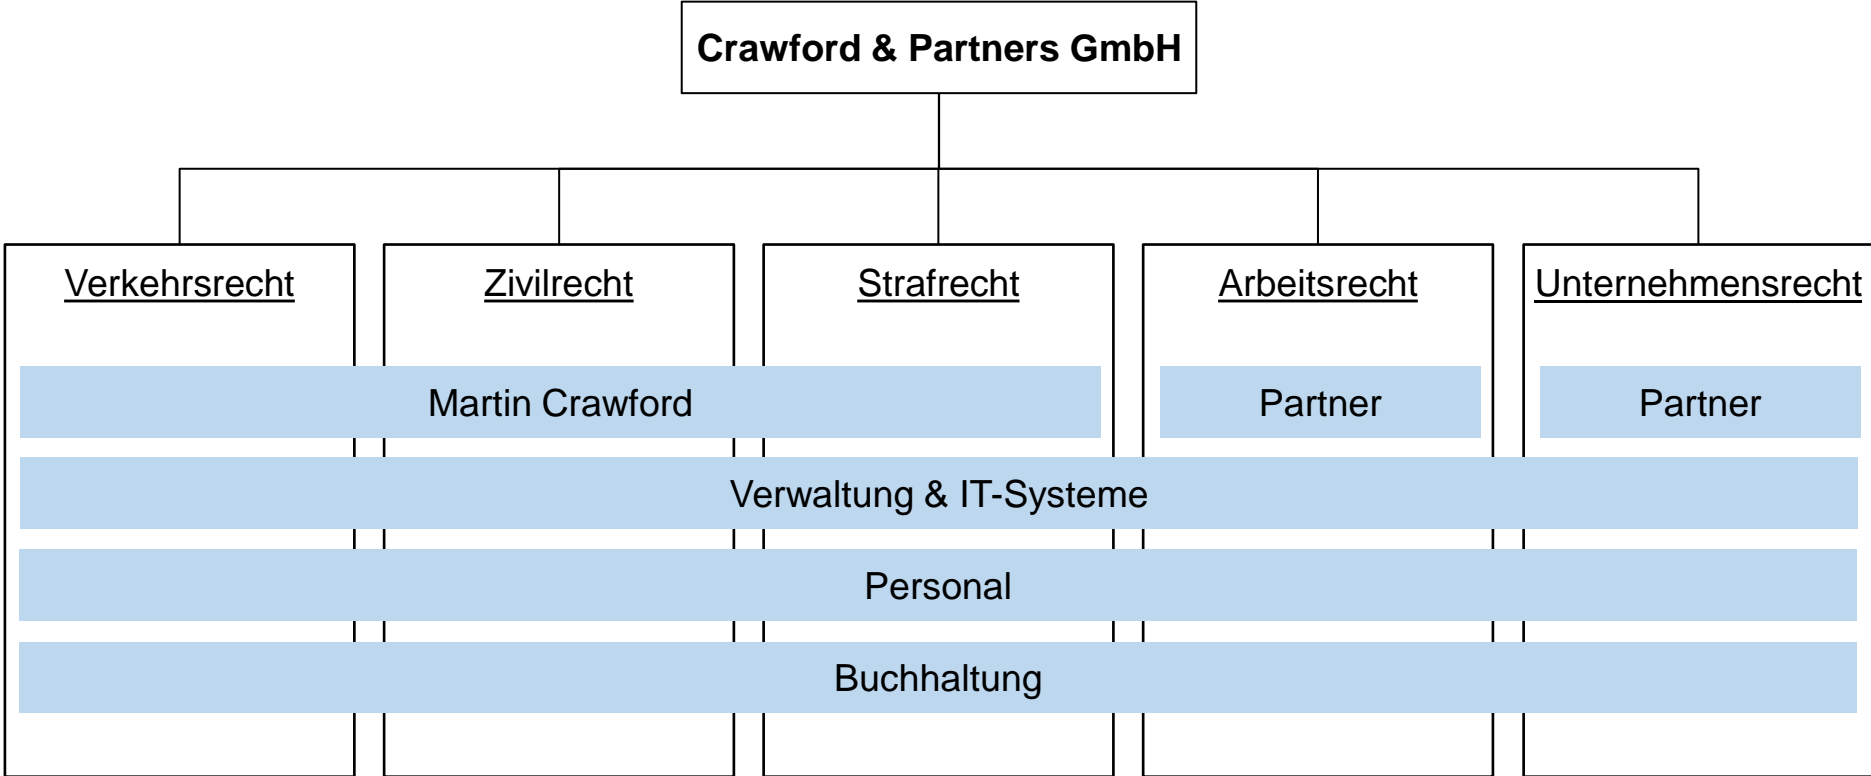 Crawford & Partners GmbH
Verkehrsrecht
Zivilrecht
Strafrecht
Arbeitsrecht
Unternehmensrecht
Martin Crawford
Partner
Partner
Verwaltung & IT-Systeme
Personal
Buchhaltung